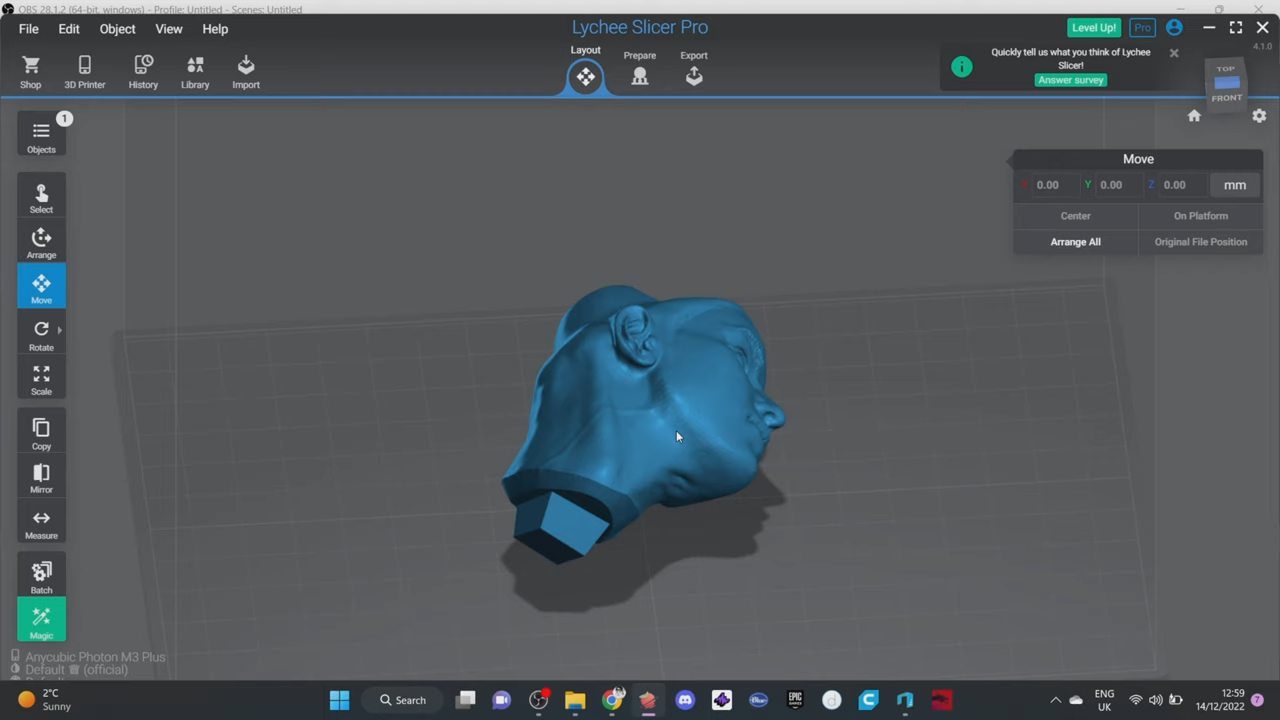 OBS 28.1.2 (64-bit, windows) - Profile: Untitled - Scenes: Untitled
File Edit Object View Help
Lychee Slicer Pro
Level Up! Pro
4.1.0
Shop 3D Printer History Library Import
Layout Prepare Export
Quickly tell us what you think of Lychee
Slicer!
Answer survey
TOP
FRONT
1
Objects
Select
Arrange
Move
Rotate
Scale
Copy
Mirror
Measure
Batch
Magic
Move
X 0.00 Y 0.00 Z 0.00 mm
Center On Platform
Arrange All Original File Position
Anycubic Photon M3 Plus
Default (official)
2°C
Sunny
Search
EPIC
GAMES
ENG
UK
12:59
14/12/2022
7